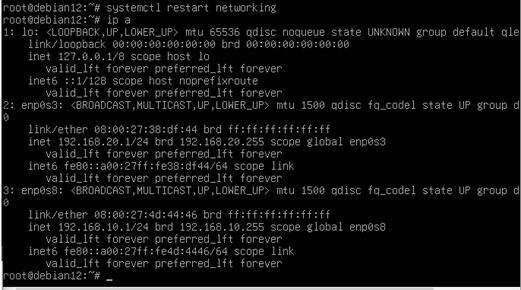 root@debian12:~# systemctl restart networking
root@debian12:~# ip a
1: lo: <LOOPBACK,UP,LOWER_UP> mtu 65536 qdisc noqueue state UNKNOWN group default qle
    link/loopback 00:00:00:00:00:00 brd 00:00:00:00:00:00
    inet 127.0.0.1/8 scope host lo
       valid_lft forever preferred_lft forever
    inet6 ::1/128 scope host noprefixroute
       valid_lft forever preferred_lft forever
2: enp0s3: <BROADCAST,MULTICAST,UP,LOWER_UP> mtu 1500 qdisc fq_codel state UP group d
0
    link/ether 08:00:27:38:df:44 brd ff:ff:ff:ff:ff:ff
    inet 192.168.20.1/24 brd 192.168.20.255 scope global enp0s3
       valid_lft forever preferred_lft forever
    inet6 fe80::a00:27ff:fe38:df44/64 scope link
       valid_lft forever preferred_lft forever
3: enp0s8: <BROADCAST,MULTICAST,UP,LOWER_UP> mtu 1500 qdisc fq_codel state UP group d
0
    link/ether 08:00:27:4d:44:46 brd ff:ff:ff:ff:ff:ff
    inet 192.168.10.1/24 brd 192.168.10.255 scope global enp0s8
       valid_lft forever preferred_lft forever
    inet6 fe80::a00:27ff:fe4d:4446/64 scope link
       valid_lft forever preferred_lft forever
root@debian12:~# _